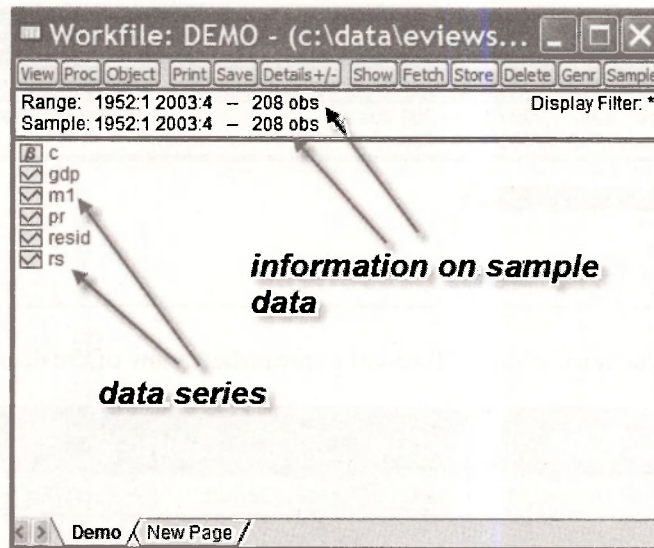 Workfile: DEMO - (c:\data\eviews...
View Proc Object Print Save Details+/- Show Fetch Store Delete Genr Sample
Range: 1952:1 2003:4 -- 208 obs Display Filter: *
Sample: 1952:1 2003:4 -- 208 obs
β c
gdp
m1
pr
resid
rs
information on sample
data
data series
Demo New Page